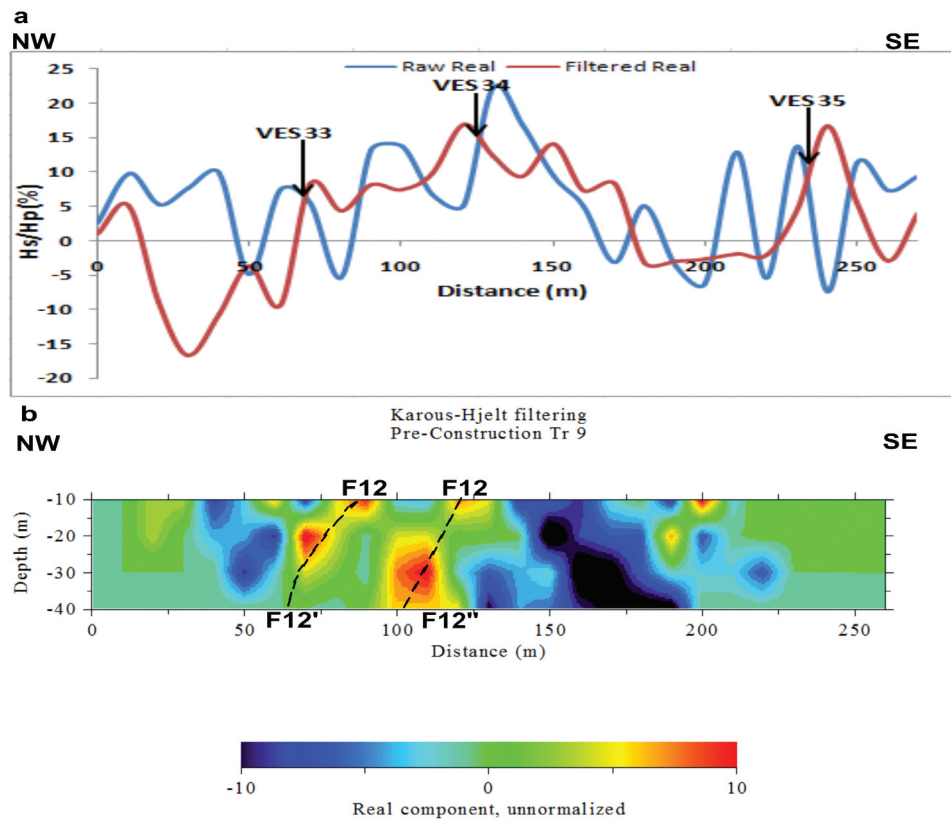 a
NW SE
Raw Real Filtered Real
VES 33
VES 34
VES 35
Hs/Hp(%)
25
20
15
10
5
0
-5
-10
-15
-20
0 50 100 150 200 250
Distance (m)
b
Karous-Hjelt filtering
Pre-Construction Tr 9
NW SE
F12 F12
Depth (m)
-10
-20
-30
-40
F12' F12"
0 50 100 150 200 250
Distance (m)
-10 0 10
Real component, unnormalized